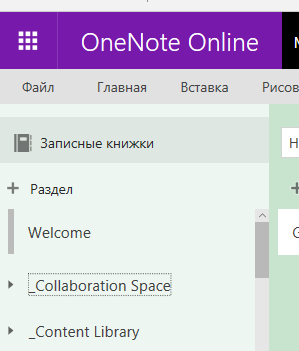 OneNote Online
Файл Главная Вставка Рисов
Записные книжки
+ Раздел
Welcome
_Collaboration Space
_Content Library